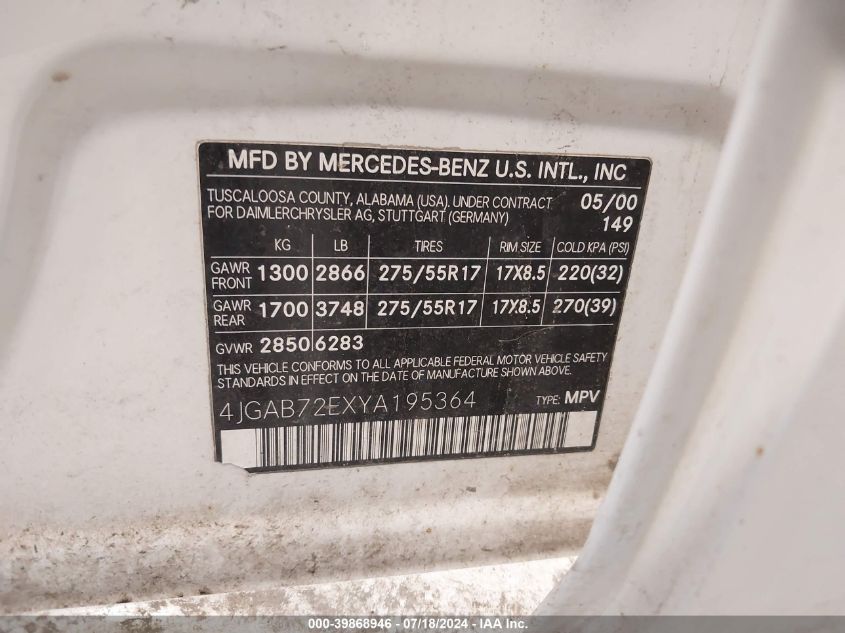 MFD BY MERCEDES-BENZ U.S. INTL., INC
TUSCALOOSA COUNTY, ALABAMA (USA). UNDER CONTRACT 05/00
FOR DAIMLERCHRYSLER AG, STUTTGART (GERMANY) 149
KG LB TIRES RIM SIZE COLD KPA (PSI)
GAWR FRONT 1300 2866 275/55R17 17X8.5 220(32)
GAWR REAR 1700 3748 275/55R17 17X8.5 270(39)
GVWR 2850 6283
THIS VEHICLE CONFORMS TO ALL APPLICABLE FEDERAL MOTOR VEHICLE SAFETY
STANDARDS IN EFFECT ON THE DATE OF MANUFACTURE SHOWN ABOVE.
4JGAB72EXYA195364 TYPE: MPV
000-39868946 / 07/18/2024 - Copyright IAA, LLC